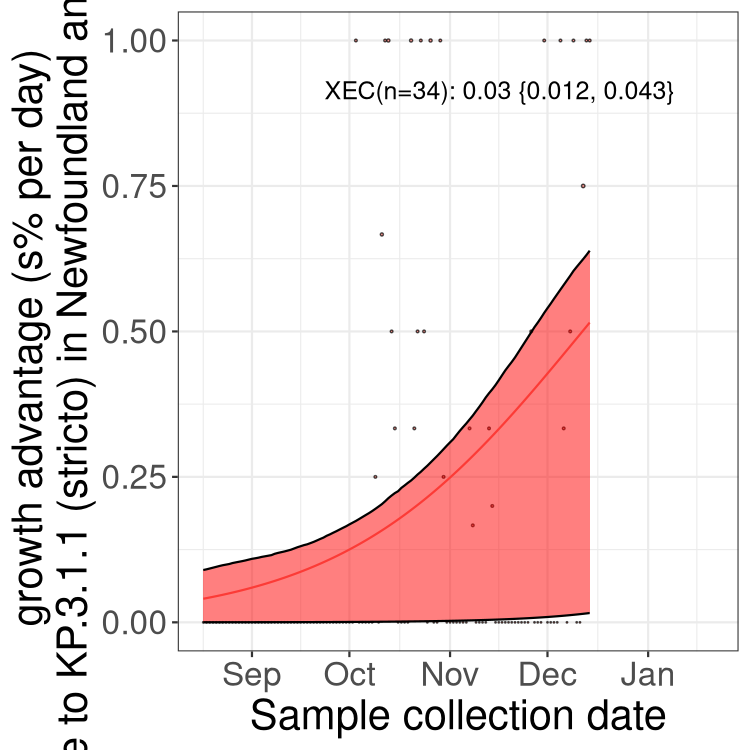 growth advantage (s% per day)
to KP.3.1.1 (stricto) in Newfoundland
1.00
0.75
0.50
0.25
0.00
XEC(n=34): 0.03 {0.012, 0.043}
Sep Oct Nov Dec Jan
Sample collection date